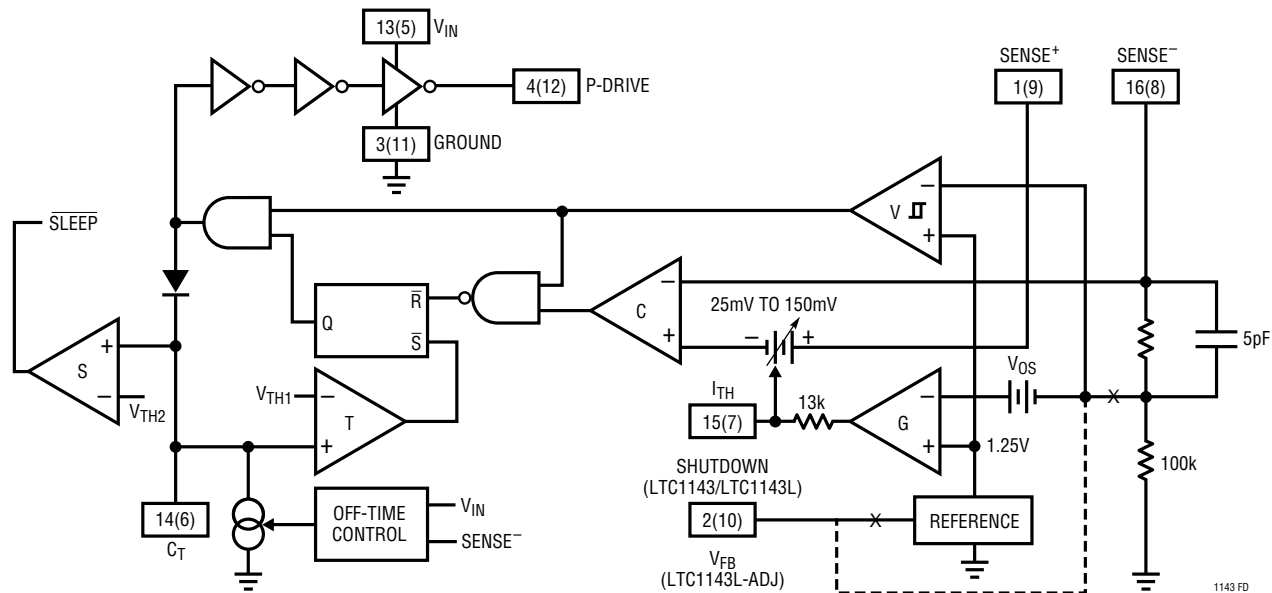 13(5)
V_IN
SENSE⁺
SENSE⁻
4(12)
P-DRIVE
1(9)
16(8)
3(11)
GROUND
−
V
+
SLEEP
R
−
25mV TO 150mV
Q
C
S
+
−
+
5pF
+
S
−
V_TH2
V_TH1
−
T
+
I_TH
13k
V_OS
−
15(7)
G
+
1.25V
100k
SHUTDOWN
(LTC1143/LTC1143L)
14(6)
C_T
OFF-TIME
CONTROL
V_IN
SENSE⁻
2(10)
X
X
REFERENCE
V_FB
(LTC1143L-ADJ)
1143 FD